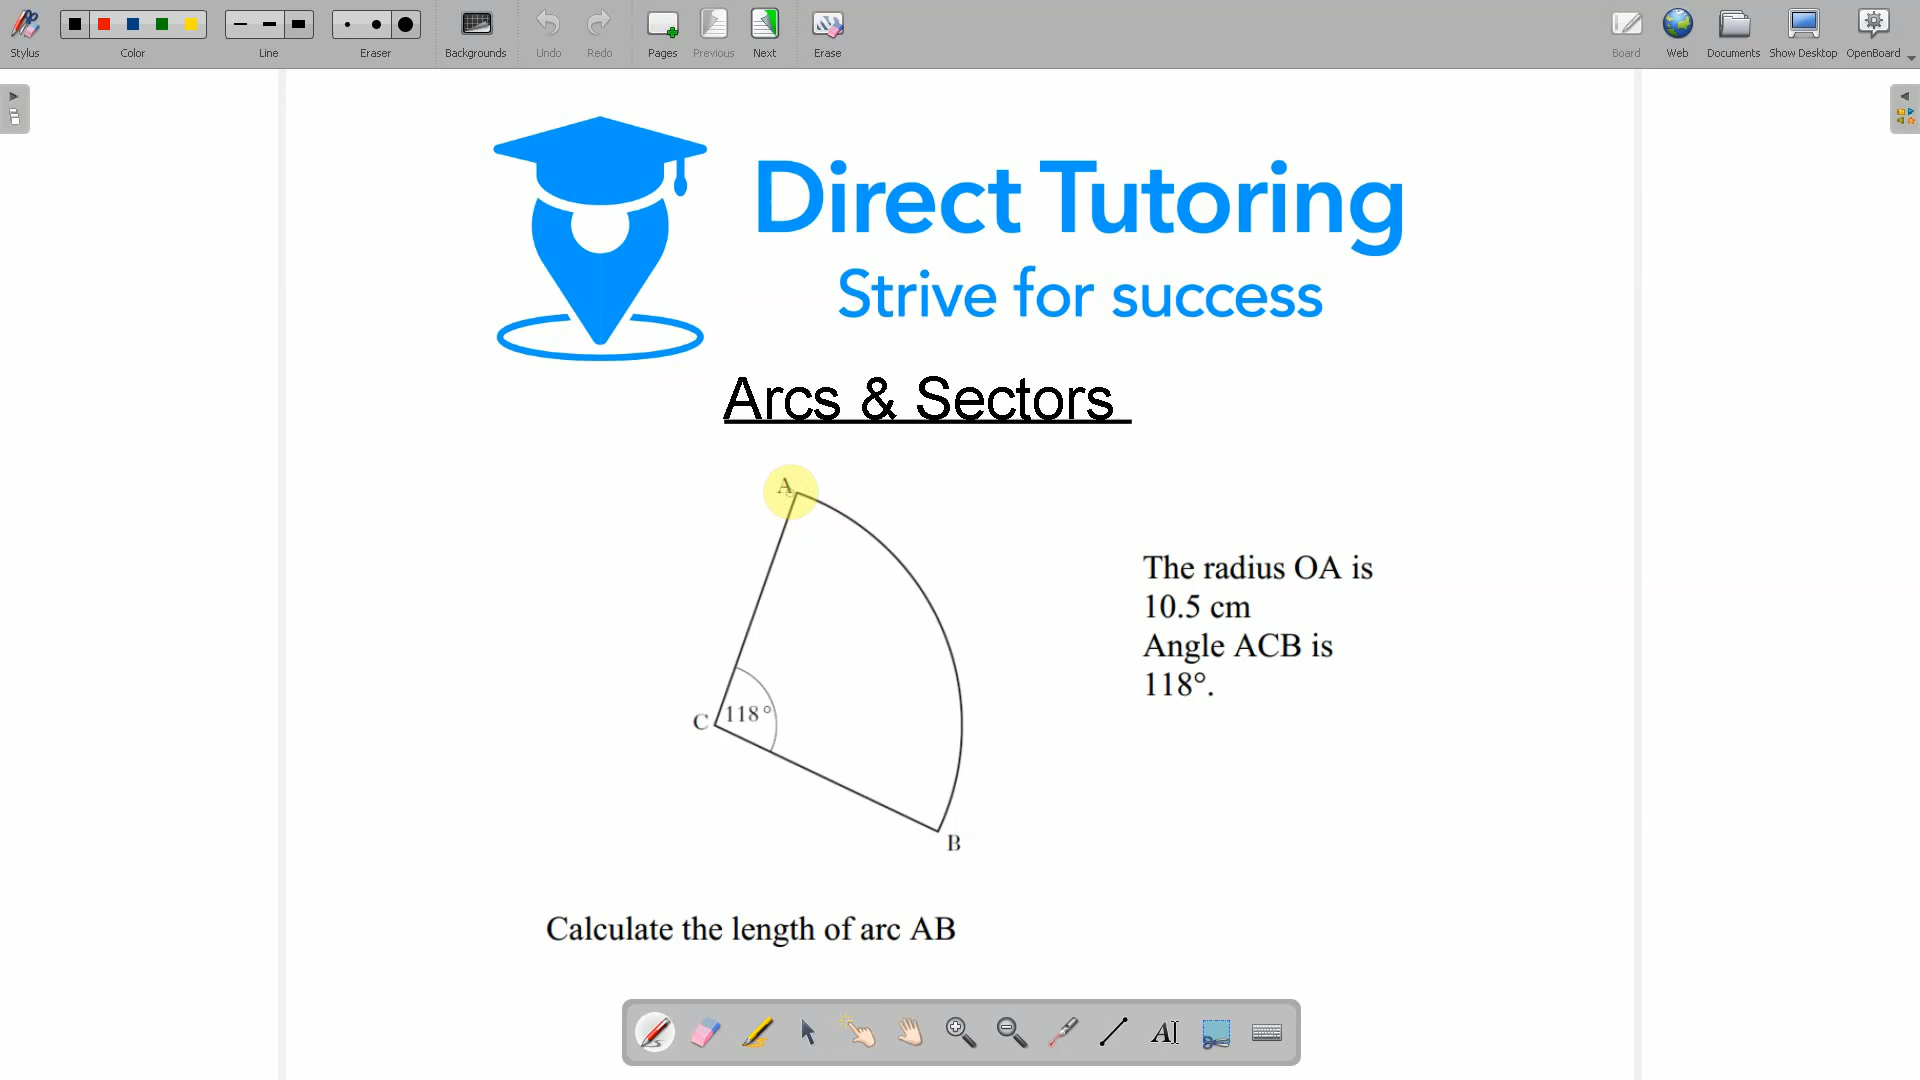 Stylus
Color
Line
Eraser
Backgrounds
Undo
Redo
Pages
Previous
Next
Erase
Board
Web
Documents
Show Desktop
OpenBoard
Direct Tutoring
Strive for success
Arcs & Sectors
A
The radius OA is
10.5 cm
Angle ACB is
118°.
C
118°
B
Calculate the length of arc AB
AI